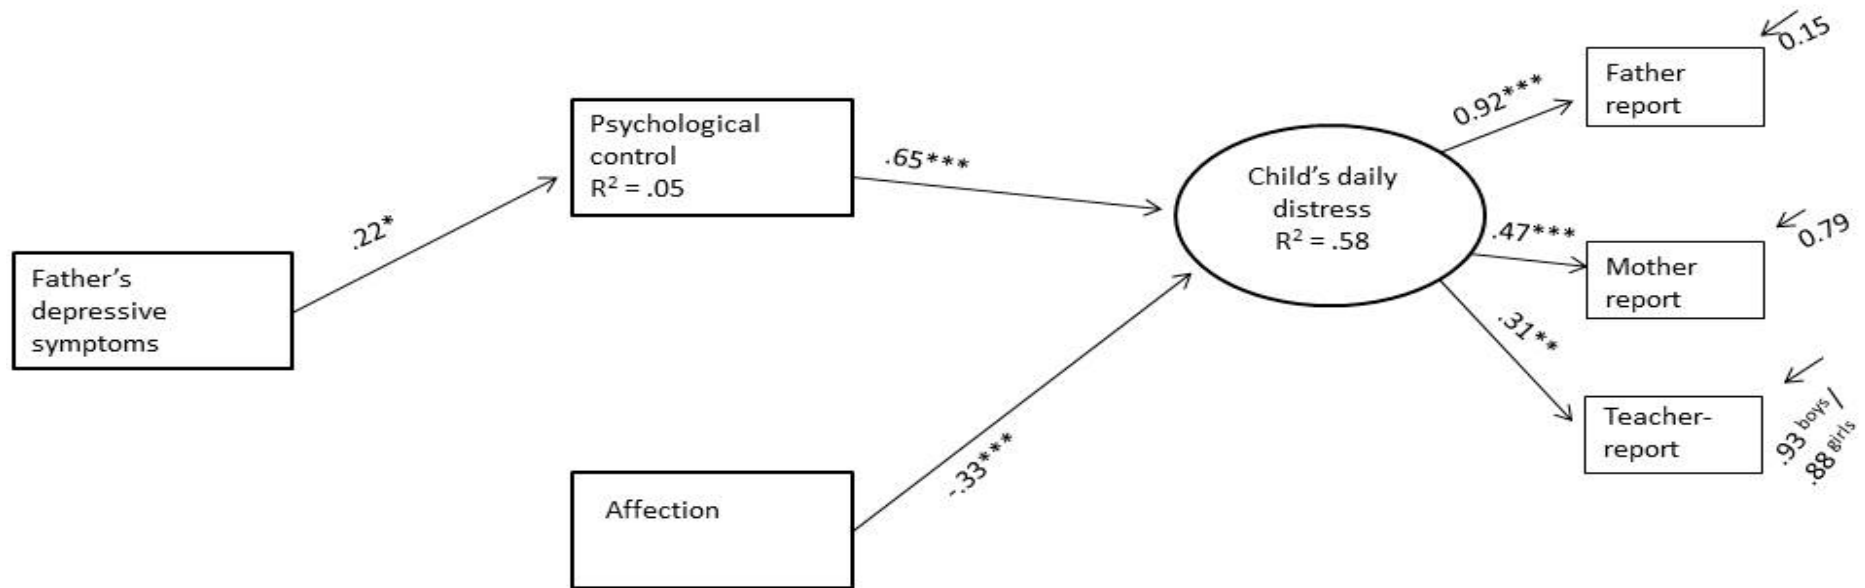 Father's
depressive
symptoms
.22*
Psychological
control
R² = .05
.65***
Affection
-.33***
Child's daily
distress
R² = .58
0.92***
.47***
.31**
Father
report
0.15
Mother
report
0.79
Teacher-
report
.93 boys /
.88 girls